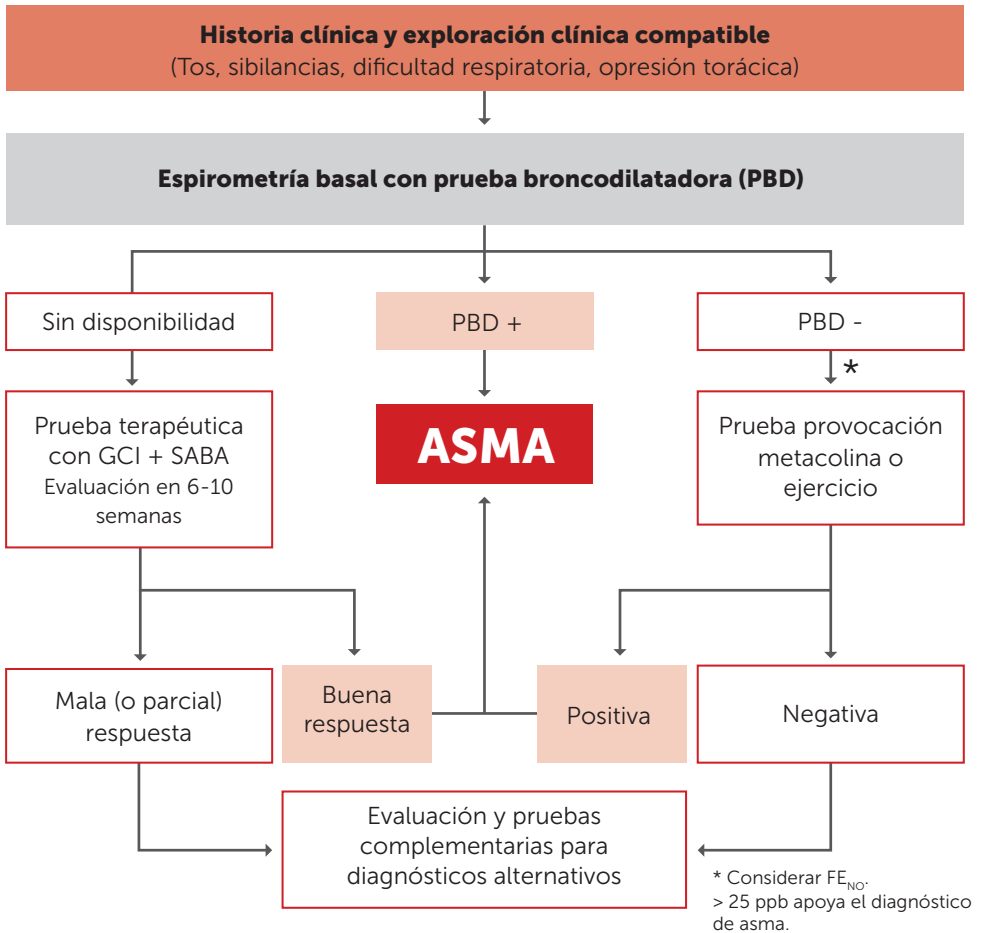 Historia clínica y exploración clínica compatible
(Tos, sibilancias, dificultad respiratoria, opresión torácica)
Espirometría basal con prueba broncodilatadora (PBD)
Sin disponibilidad
PBD +
PBD -
*
Prueba terapéutica
con GCI + SABA
Evaluación en 6-10
semanas
ASMA
Prueba provocación
metacolina o
ejercicio
Mala (o parcial)
respuesta
Buena
respuesta
Positiva
Negativa
Evaluación y pruebas
complementarias para
diagnósticos alternativos
* Considerar FENO.
> 25 ppb apoya el diagnóstico
de asma.